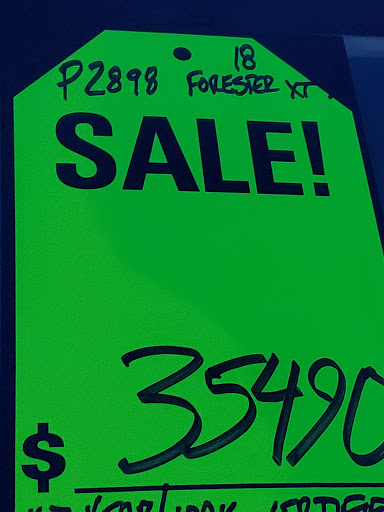 18
P2898 FORESTER XT
SALE!
$ 35490